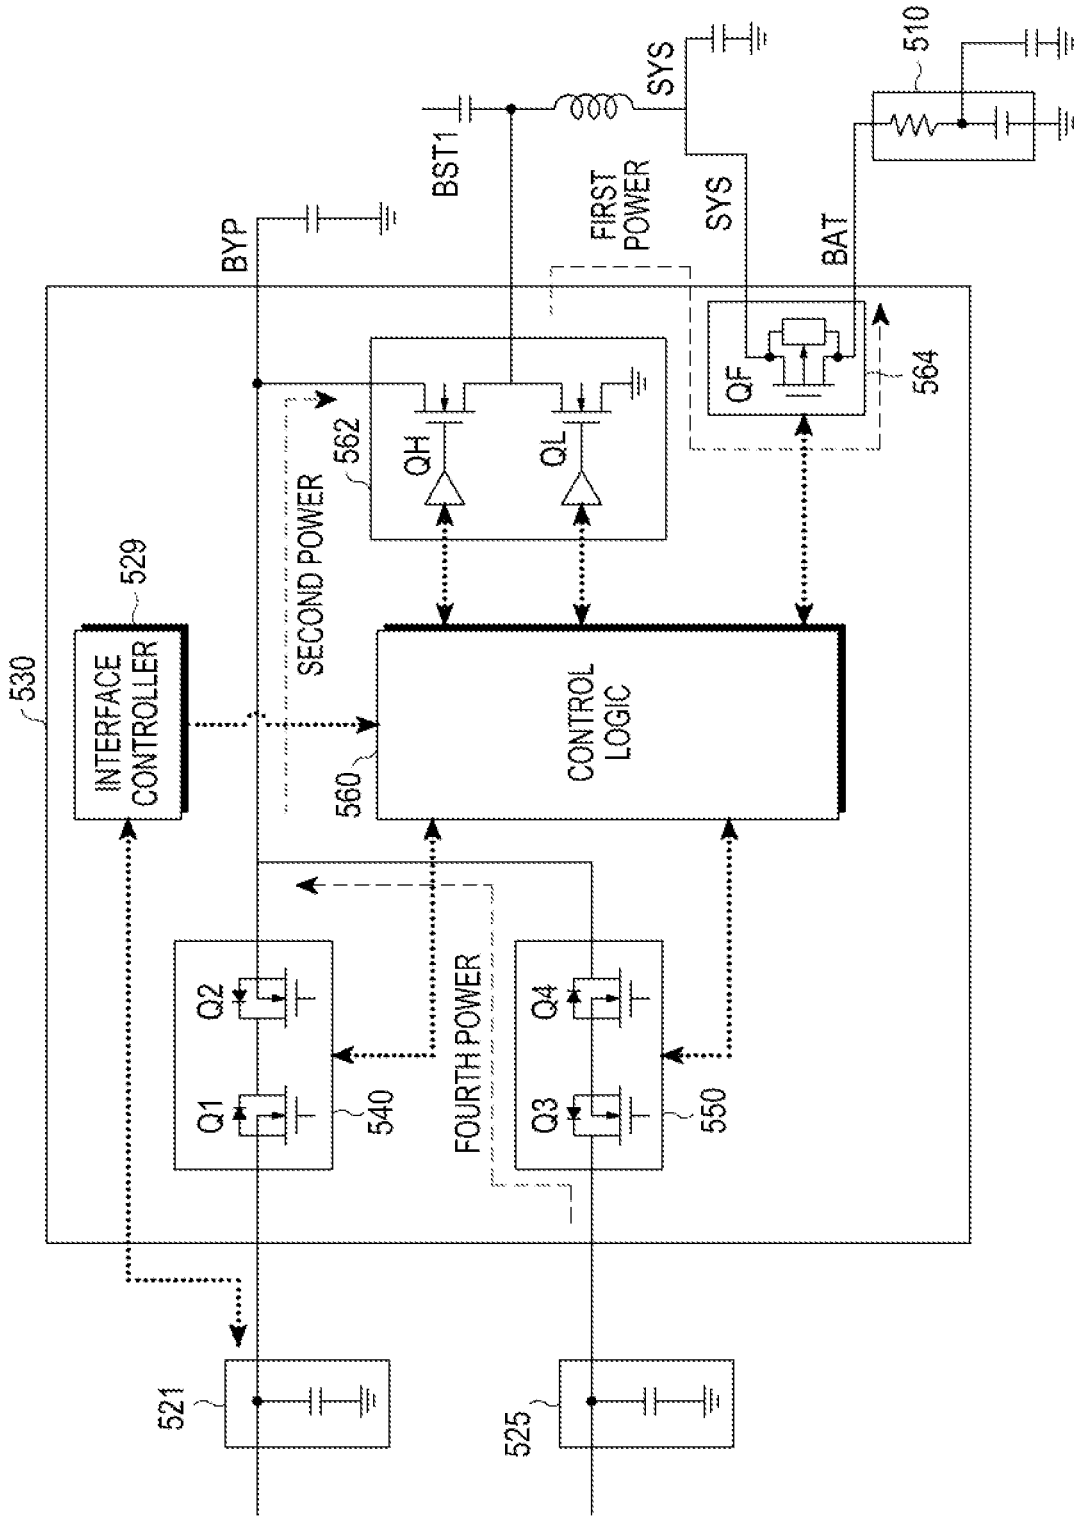 530
INTERFACE
CONTROLLER
529
521
Q1
Q2
540
BYP
SECOND POWER
560
562
QH
BST1
FOURTH POWER
525
Q3
Q4
550
CONTROL
LOGIC
QL
FIRST
POWER
SYS
SYS
QF
564
BAT
510